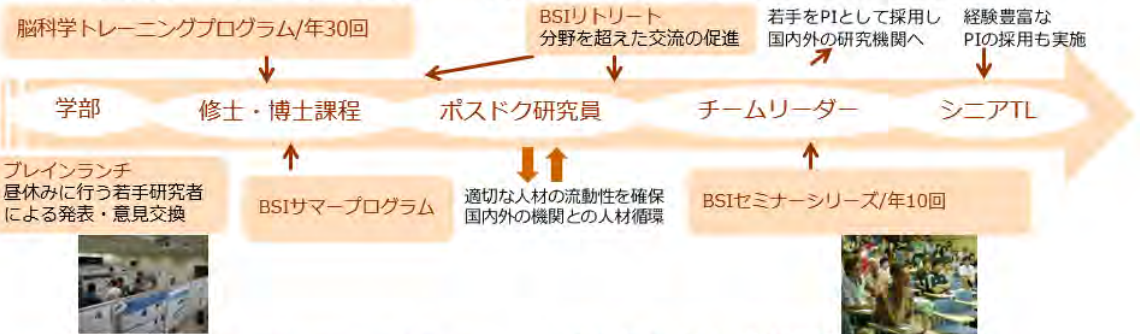 脳科学トレーニングプログラム/年30回
BSIリトリート
分野を超えた交流の促進
若手をPIとして採用し
国内外の研究機関へ
経験豊富な
PIの採用も実施
学部
修士・博士課程
ポスドク研究員
チームリーダー
シニアTL
ブレインランチ
昼休みに行う若手研究者
による発表・意見交換
BSIサマープログラム
適切な人材の流動性を確保
国内外の機関との人材循環
BSIセミナーシリーズ/年10回